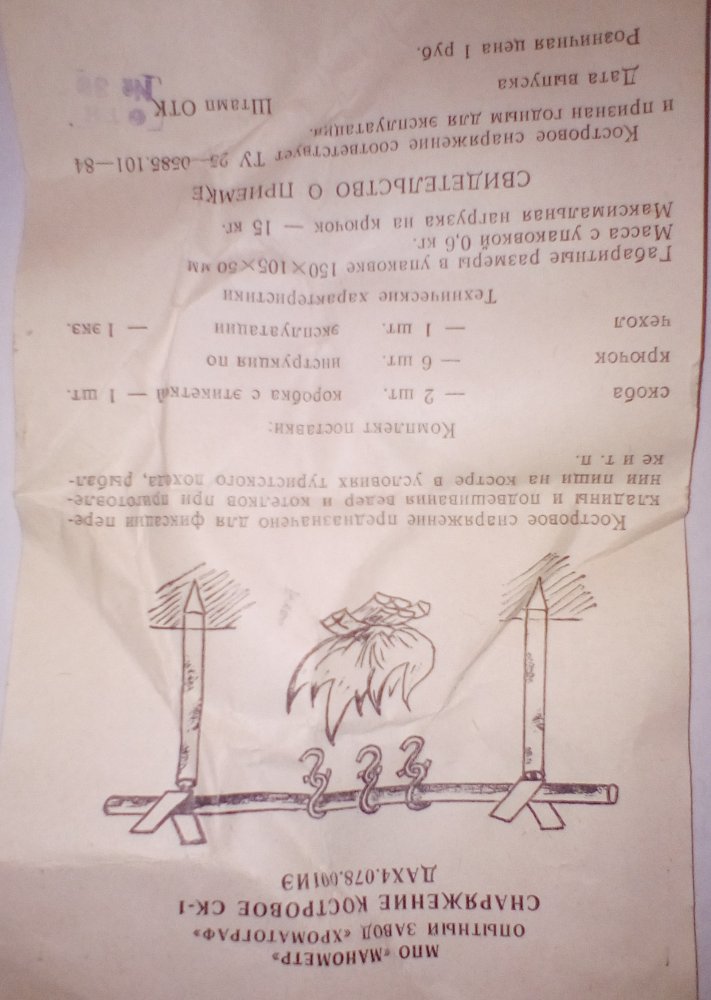 МПО «МАНОМЕТР»
ОПЫТНЫЙ ЗАВОД «ХРОМАТОГРАФ»
СНАРЯЖЕНИЕ КОСТРОВОЕ СК-1
ДАХ4.078.001ИЭ
Костровое снаряжение предназначено для фиксации пере-
кладины и подвешивания ведер и котелков при приготовле-
нии пищи на костре в условиях туристского похода, рыбал-
ке и т. п.
Комплект поставки:
скоба — 2 шт. коробка с этикеткой — 1 шт.
крючок — 6 шт. инструкция по
чехол — 1 шт. эксплуатации — 1 экз.
Технические характеристики
Габаритные размеры в упаковке 150×105×50 мм
Масса с упаковкой 0,6 кг.
Максимальная нагрузка на крючок — 15 кг.
СВИДЕТЕЛЬСТВО О ПРИЕМКЕ
Костровое снаряжение соответствует ТУ 25—0585.101—84
и признан годным для эксплуатации.
Штамп ОТК
Дата выпуска
Розничная цена 1 руб.